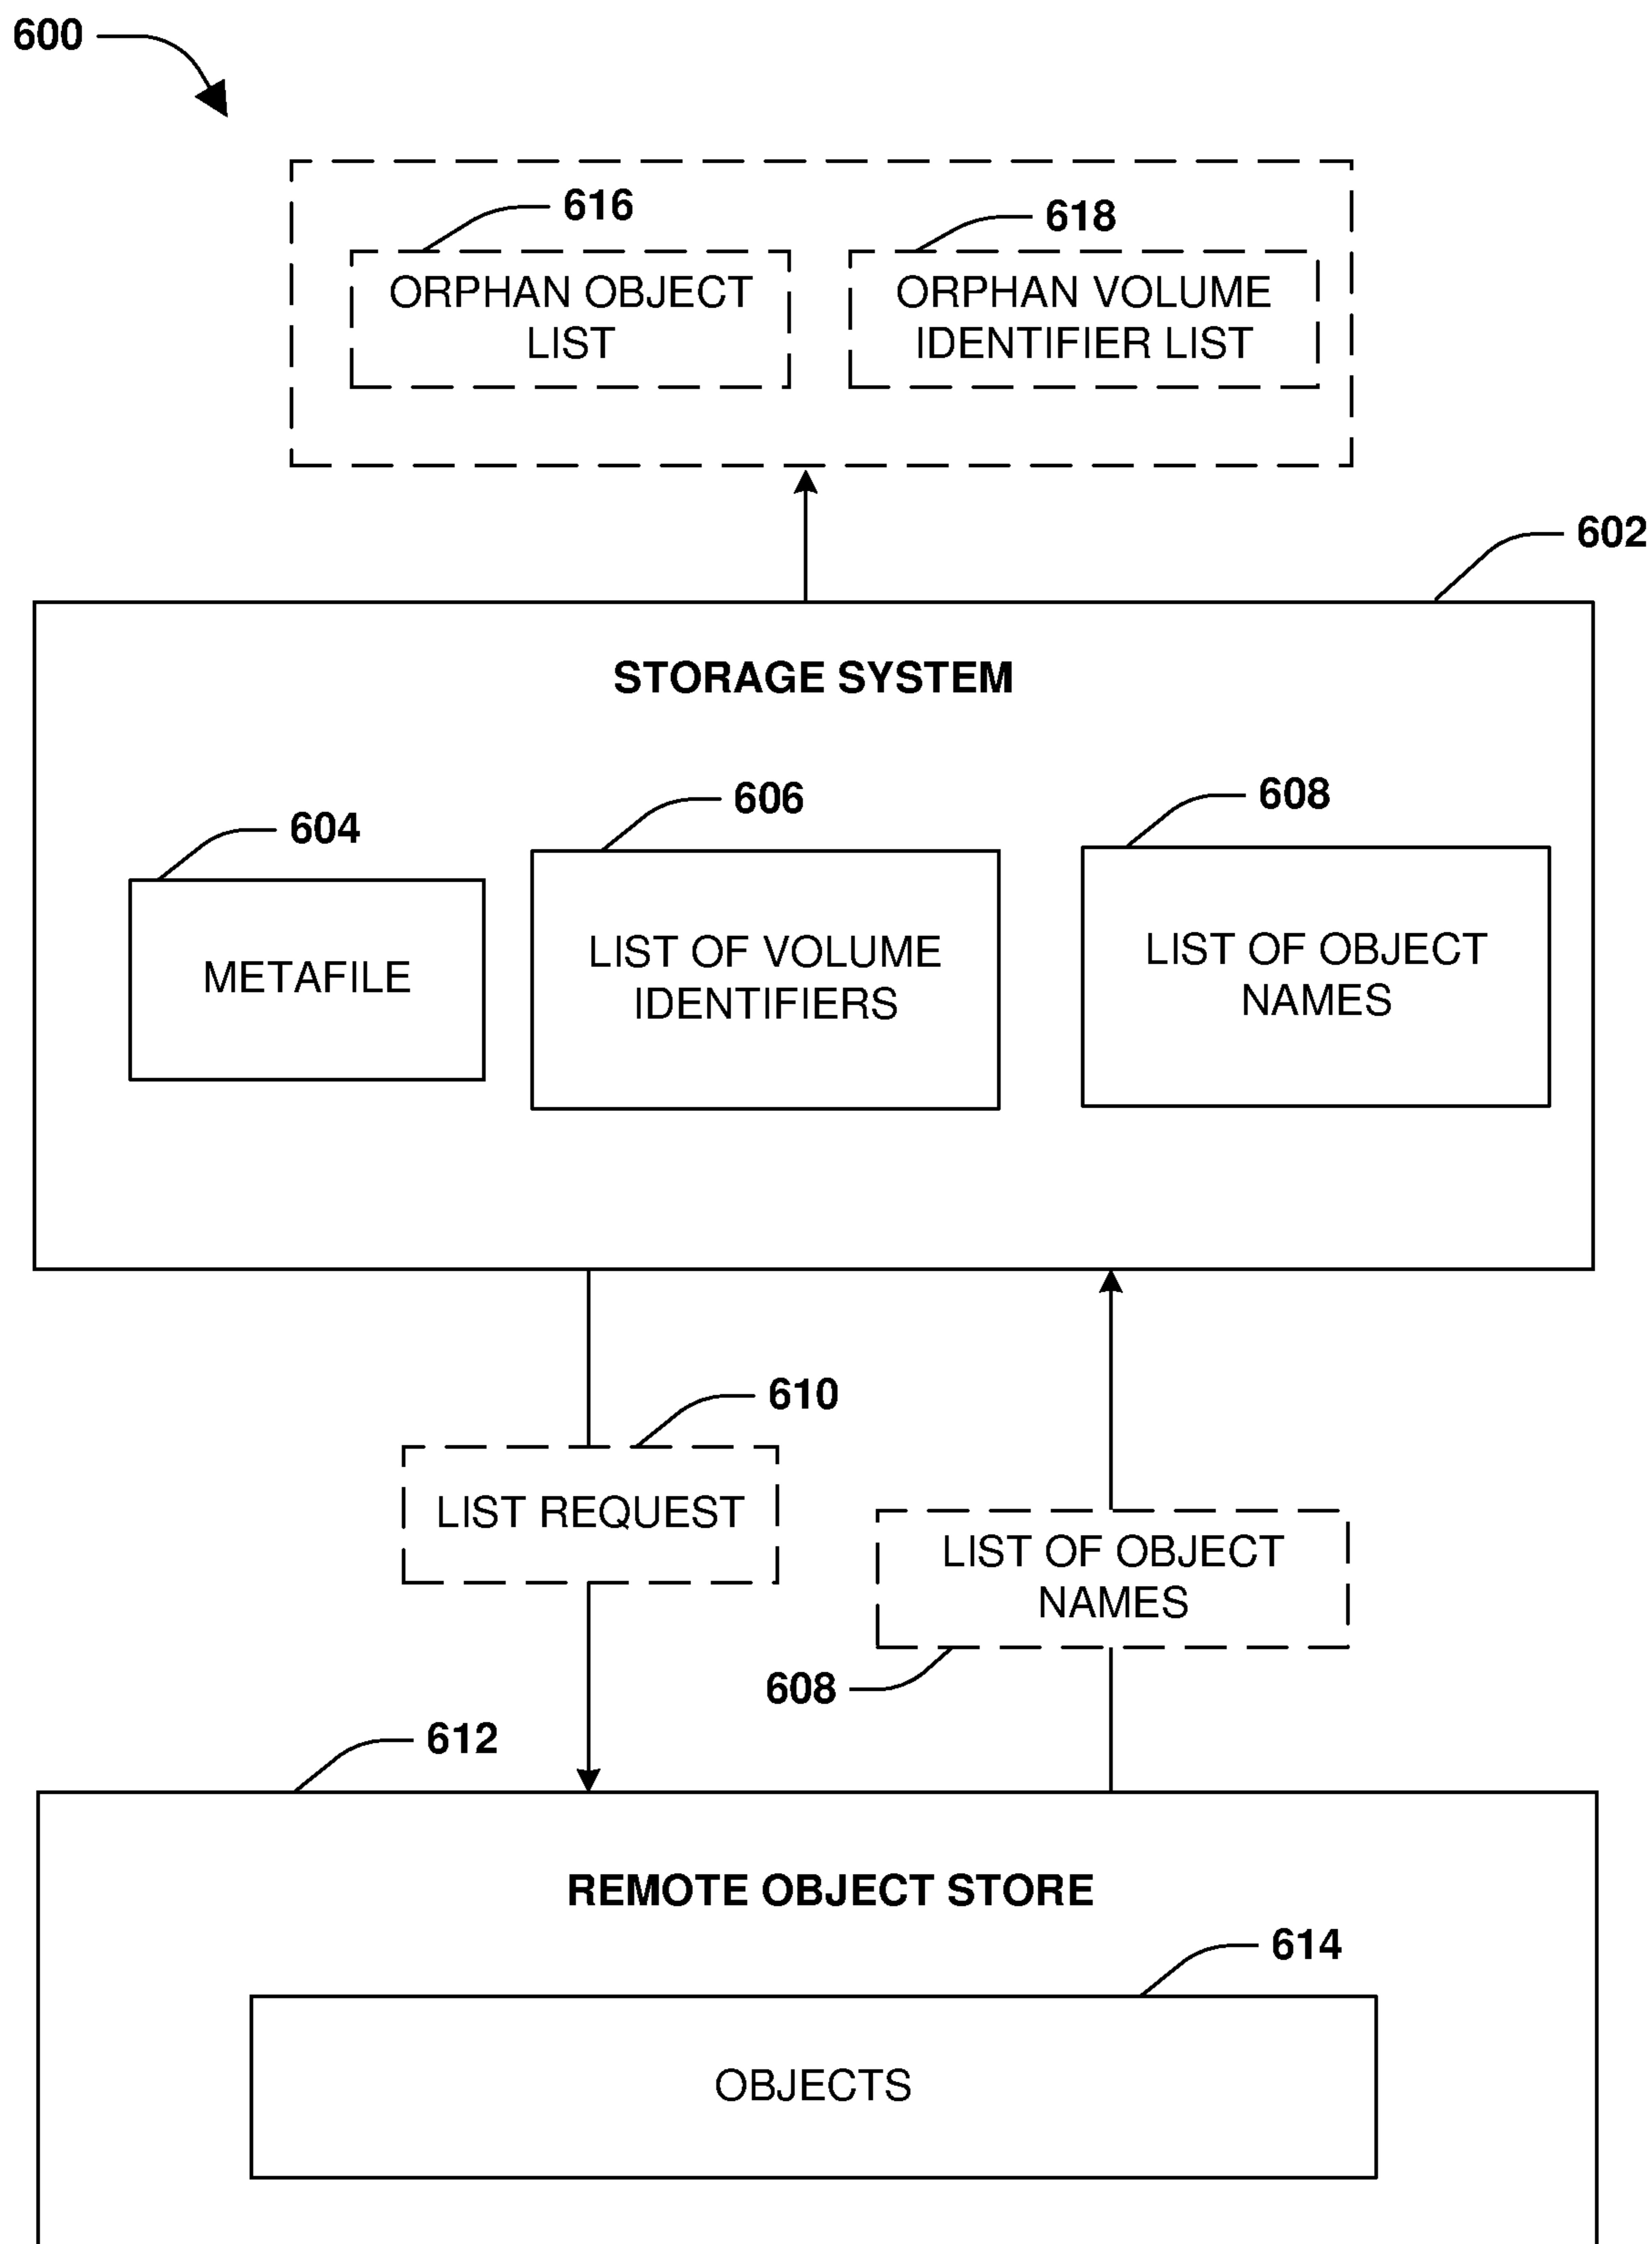 600
616
618
ORPHAN OBJECT
LIST
ORPHAN VOLUME
IDENTIFIER LIST
602
STORAGE SYSTEM
604
606
608
METAFILE
LIST OF VOLUME
IDENTIFIERS
LIST OF OBJECT
NAMES
610
LIST REQUEST
LIST OF OBJECT
NAMES
608
612
REMOTE OBJECT STORE
614
OBJECTS